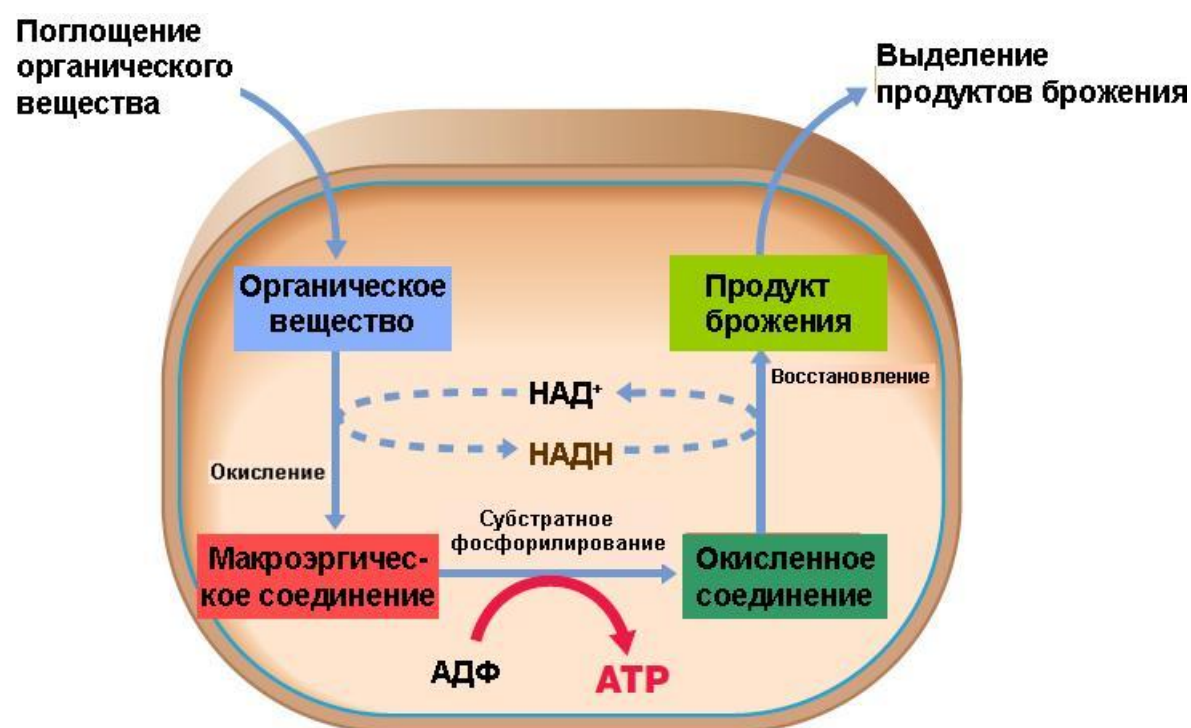 Поглощение
органического
вещества
Выделение
продуктов брожения
Органическое
вещество
Продукт
брожения
Восстановление
НАД⁺
НАДН
Окисление
Субстратное
фосфорилирование
Макроэргичес-
кое соединение
Окисленное
соединение
АДФ
АТР